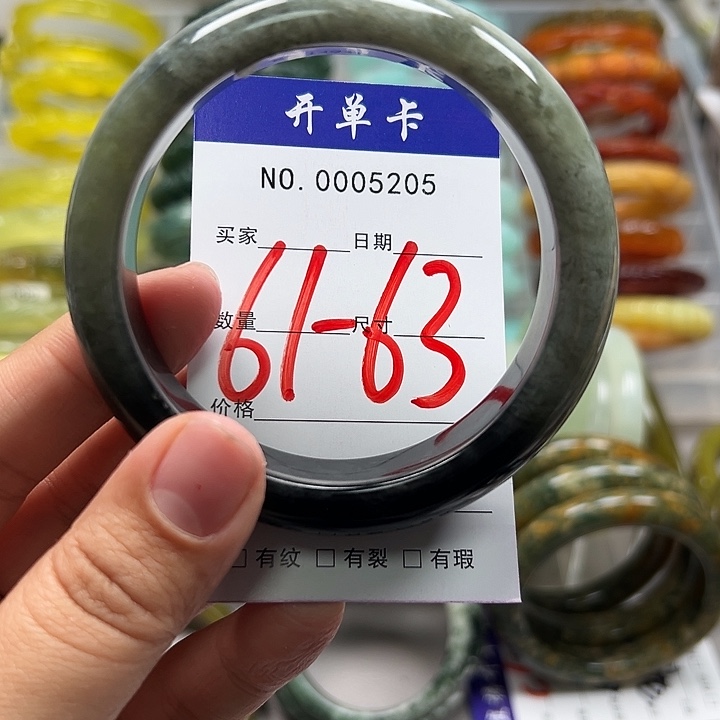 开单卡
NO. 0005205
买家 日期
61-63
数量 尺寸
价格
□有纹 □有裂 □有瑕